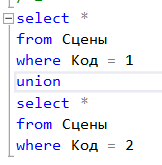 select *
from Сцены
where Код = 1
union
select *
from Сцены
where Код = 2